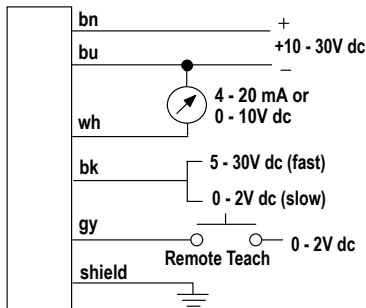 bn
+
+10 - 30V dc
bu
–
4 - 20 mA or
0 - 10V dc
wh
5 - 30V dc (fast)
bk
0 - 2V dc (slow)
gy
0 - 2V dc
Remote Teach
shield